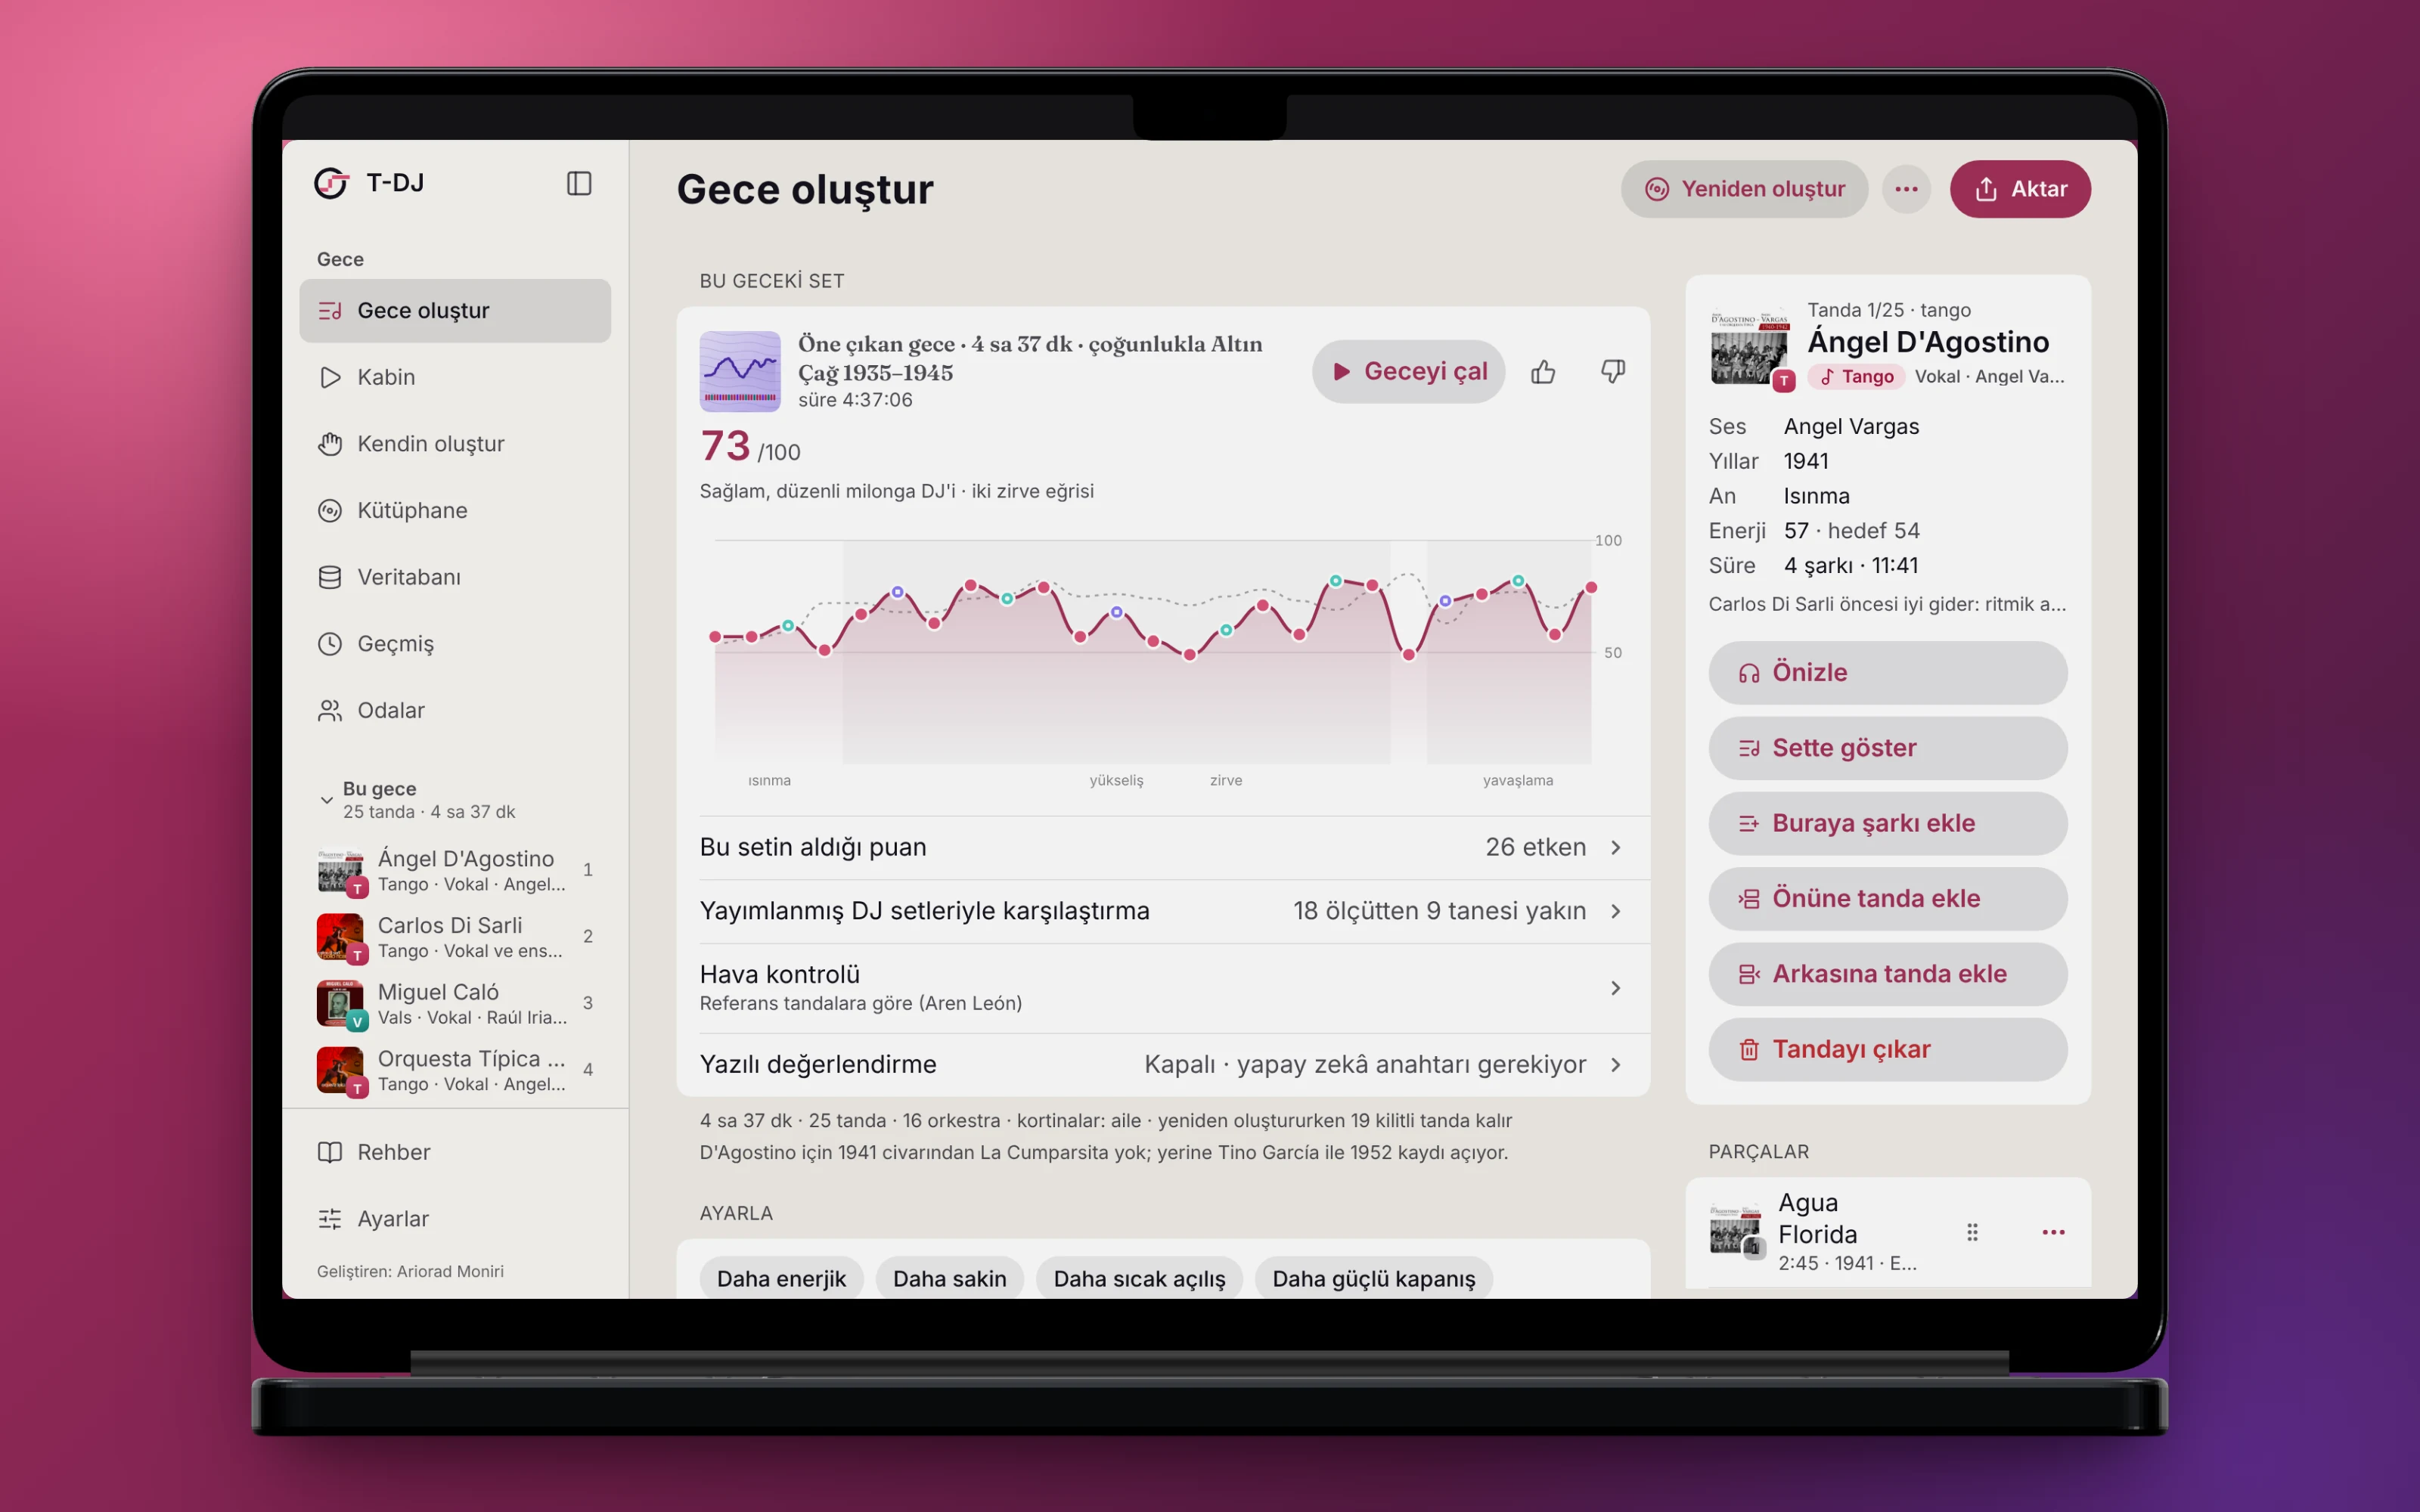 T-DJ
Gece
Gece oluştur
Kabin
Kendin oluştur
Kütüphane
Veritabanı
Geçmiş
Odalar
Bu gece
25 tanda · 4 sa 37 dk
Ángel D'Agostino
1
Tango · Vokal · Angel...
T
Carlos Di Sarli
2
Tango · Vokal ve ens...
T
Miguel Caló
3
Vals · Vokal · Raúl Iria...
V
Orquesta Típica ...
4
Tango · Vokal · Angel...
T
Rehber
Ayarlar
Geliştiren: Ariorad Moniri
Gece oluştur
Yeniden oluştur
Aktar
BU GECEKİ SET
Öne çıkan gece · 4 sa 37 dk · çoğunlukla Altın
Çağ 1935–1945
süre 4:37:06
Geceyi çal
73 /100
Sağlam, düzenli milonga DJ'i · iki zirve eğrisi
100
50
ısınma
yükseliş
zirve
yavaşlama
Bu setin aldığı puan
26 etken
Yayımlanmış DJ setleriyle karşılaştırma
18 ölçütten 9 tanesi yakın
Hava kontrolü
Referans tandalara göre (Aren León)
Yazılı değerlendirme
Kapalı · yapay zekâ anahtarı gerekiyor
4 sa 37 dk · 25 tanda · 16 orkestra · kortinalar: aile · yeniden oluştururken 19 kilitli tanda kalır
D'Agostino için 1941 civarından La Cumparsita yok; yerine Tino García ile 1952 kaydı açıyor.
AYARLA
Daha enerjik
Daha sakin
Daha sıcak açılış
Daha güçlü kapanış
D'AGOSTINO - VARGAS
T
Tanda 1/25 · tango
Ángel D'Agostino
Tango
Vokal · Angel Va...
Ses Angel Vargas
Yıllar 1941
An Isınma
Enerji 57 · hedef 54
Süre 4 şarkı · 11:41
Carlos Di Sarli öncesi iyi gider: ritmik a...
Önizle
Sette göster
Buraya şarkı ekle
Önüne tanda ekle
Arkasına tanda ekle
Tandayı çıkar
PARÇALAR
Agua
Florida
2:45 · 1941 · E...